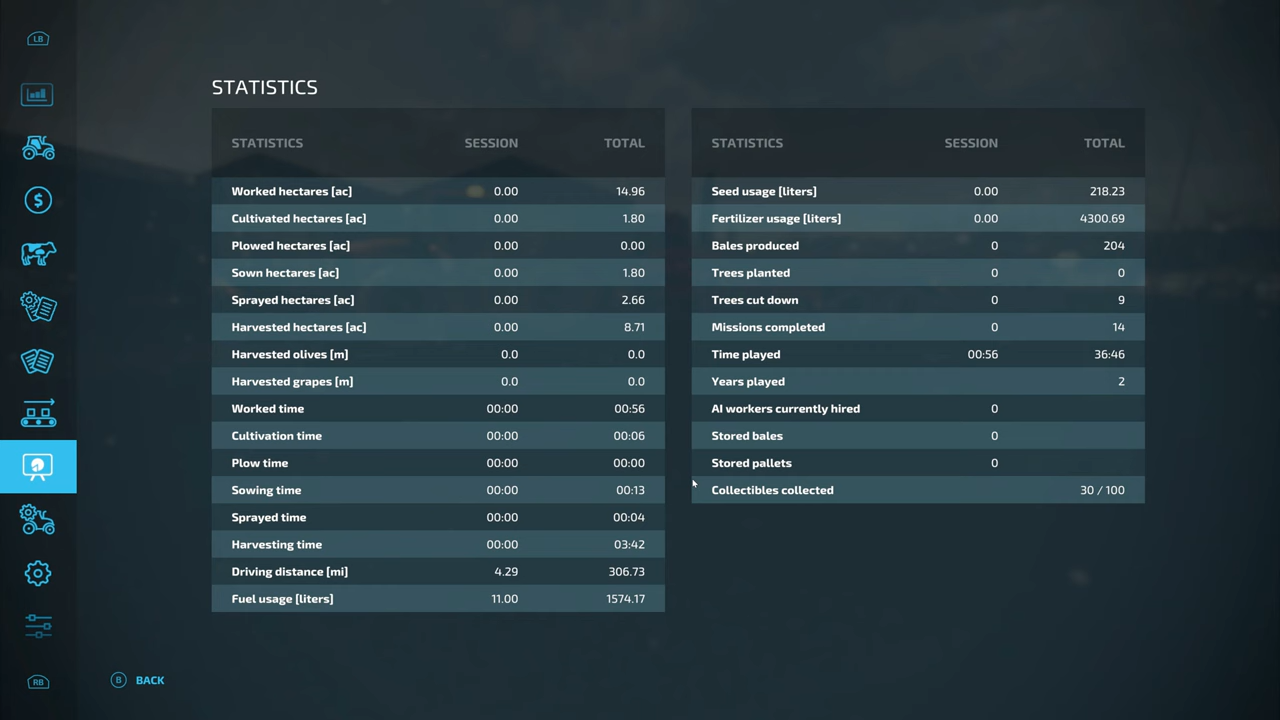 LB
STATISTICS
STATISTICS SESSION TOTAL
Worked hectares [ac] 0.00 14.96
Cultivated hectares [ac] 0.00 1.80
Plowed hectares [ac] 0.00 0.00
Sown hectares [ac] 0.00 1.80
Sprayed hectares [ac] 0.00 2.66
Harvested hectares [ac] 0.00 8.71
Harvested olives [m] 0.0 0.0
Harvested grapes [m] 0.0 0.0
Worked time 00:00 00:56
Cultivation time 00:00 00:06
Plow time 00:00 00:00
Sowing time 00:00 00:13
Sprayed time 00:00 00:04
Harvesting time 00:00 03:42
Driving distance [mi] 4.29 306.73
Fuel usage [liters] 11.00 1574.17
STATISTICS SESSION TOTAL
Seed usage [liters] 0.00 218.23
Fertilizer usage [liters] 0.00 4300.69
Bales produced 0 204
Trees planted 0 0
Trees cut down 0 9
Missions completed 0 14
Time played 00:56 36:46
Years played 2
AI workers currently hired 0
Stored bales 0
Stored pallets 0
Collectibles collected 30 / 100
RB
B BACK